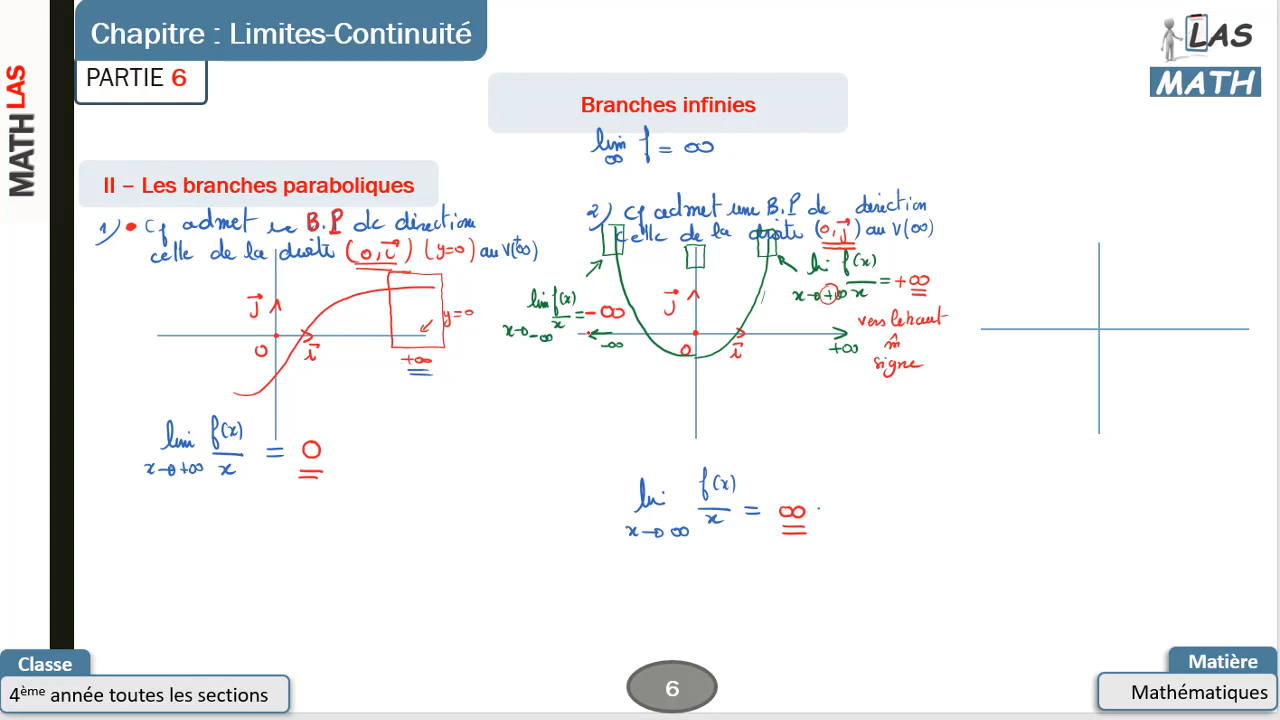 Chapitre : Limites-Continuité
PARTIE 6
LAS
MATH
MATH LAS
Branches infinies
lim f = ∞
∞
II – Les branches paraboliques
1) • Cf admet une B.P de direction
celle de la droite (O,i⃗) (y=0) au V(+∞)
j⃗
y=0
O
i⃗
+∞
lim f(x)/x = 0
x→+∞
2) Cf admet une B.P de direction
celle de la droite (O,j⃗) au V(∞)
lim f(x)/x = +∞
x→+∞
lim f(x)/x = -∞
x→-∞
j⃗
vers le haut
m̂
signe
-∞
O
i⃗
+∞
lim f(x)/x = ∞
x→∞
Classe
4ème année toutes les sections
6
Matière
Mathématiques